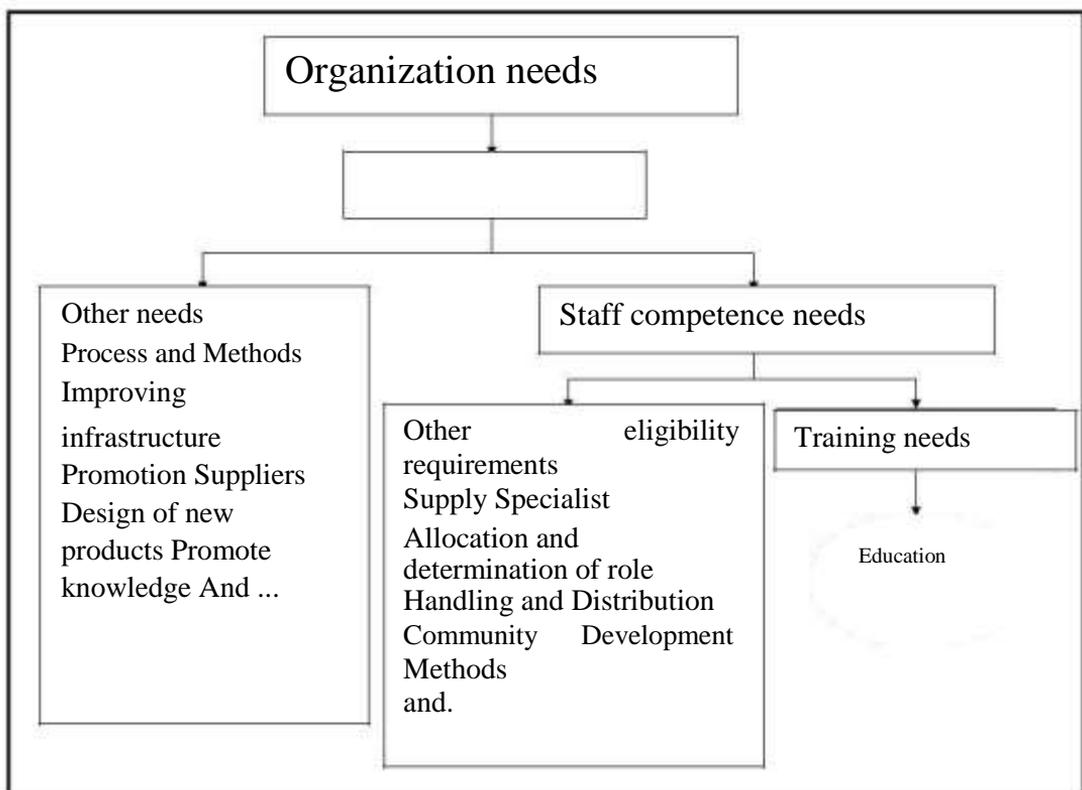 Organization needs
Other needs
Process and Methods
Improving
infrastructure
Promotion Suppliers
Design of new
products Promote
knowledge And ...
Staff competence needs
Other eligibility
requirements
Supply Specialist
Allocation and
determination of role
Handling and Distribution
Community Development
Methods
and.
Training needs
Education